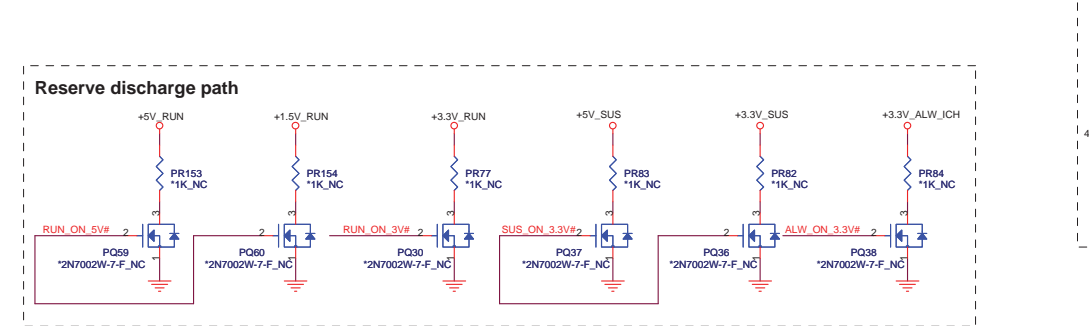 Reserve discharge path
+5V_RUN
+1.5V_RUN
+3.3V_RUN
+5V_SUS
+3.3V_SUS
+3.3V_ALW_ICH
4
PR153
*1K_NC
PR154
*1K_NC
PR77
*1K_NC
PR83
*1K_NC
PR82
*1K_NC
PR84
*1K_NC
3
3
3
3
3
3
RUN_ON_5V#
2
2
RUN_ON_3V#
2
SUS_ON_3.3V#
2
2
ALW_ON_3.3V#
2
1
1
1
1
1
1
PQ59
*2N7002W-7-F_NC
PQ60
*2N7002W-7-F_NC
PQ30
*2N7002W-7-F_NC
PQ37
*2N7002W-7-F_NC
PQ36
*2N7002W-7-F_NC
PQ38
*2N7002W-7-F_NC